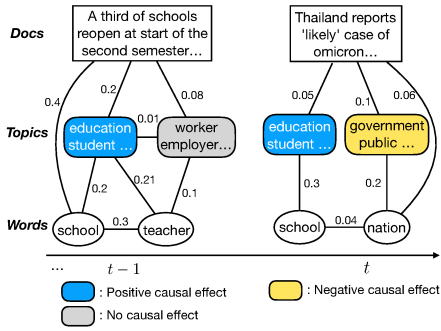 Docs
A third of schools
reopen at start of the
second semester…
Thailand reports
'likely' case of
omicron…
0.4
0.2
0.08
0.05
0.1
0.06
Topics
education
student …
0.01
worker
employer…
education
student …
government
public …
0.2
0.21
0.1
0.3
0.2
Words
school
0.3
teacher
school
0.04
nation
...
t − 1
t
: Positive causal effect
: Negative causal effect
: No causal effect